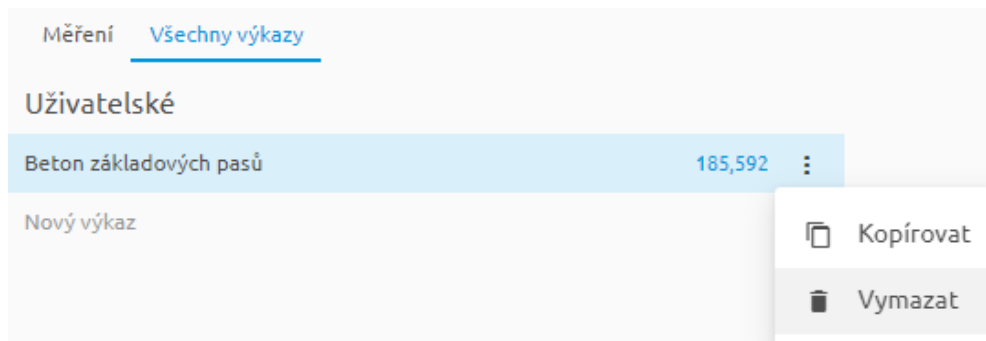 Měření Všechny výkazy
Uživatelské
Beton základových pasů 185,592
Nový výkaz
Kopírovat
Vymazat